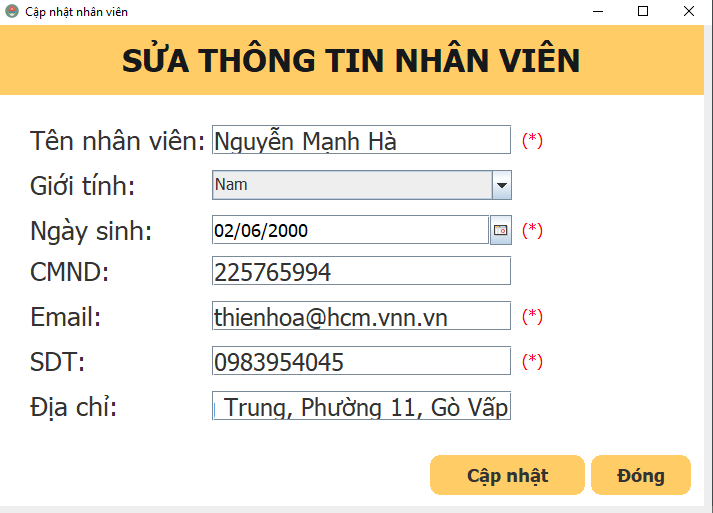 Cập nhật nhân viên
SỬA THÔNG TIN NHÂN VIÊN
Tên nhân viên: Nguyễn Mạnh Hà (*)
Giới tính: Nam
Ngày sinh: 02/06/2000 (*)
CMND: 225765994
Email: thienhoa@hcm.vnn.vn (*)
SDT: 0983954045 (*)
Địa chỉ: Trung, Phường 11, Gò Vấp
Cập nhật Đóng